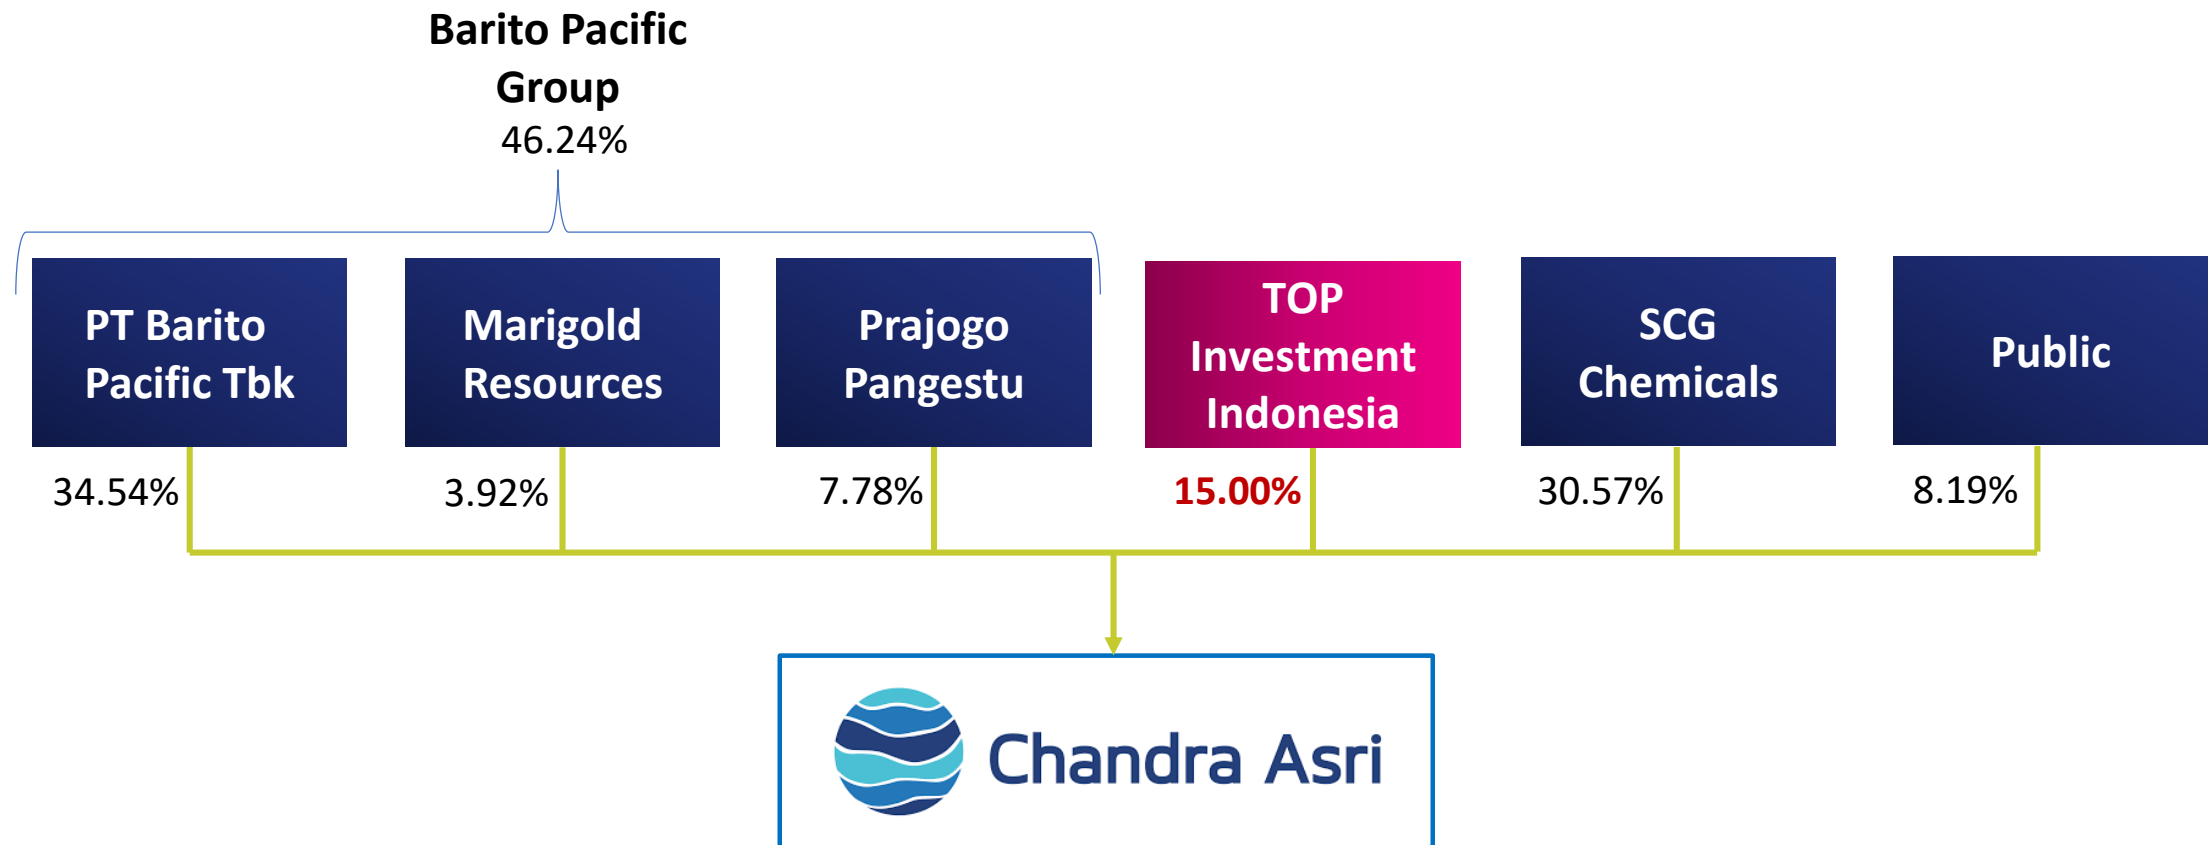 Barito Pacific
Group
46.24%
PT Barito
Pacific Tbk
Marigold
Resources
Prajogo
Pangestu
TOP
Investment
Indonesia
SCG
Chemicals
Public
34.54%
3.92%
7.78%
15.00%
30.57%
8.19%
Chandra Asri